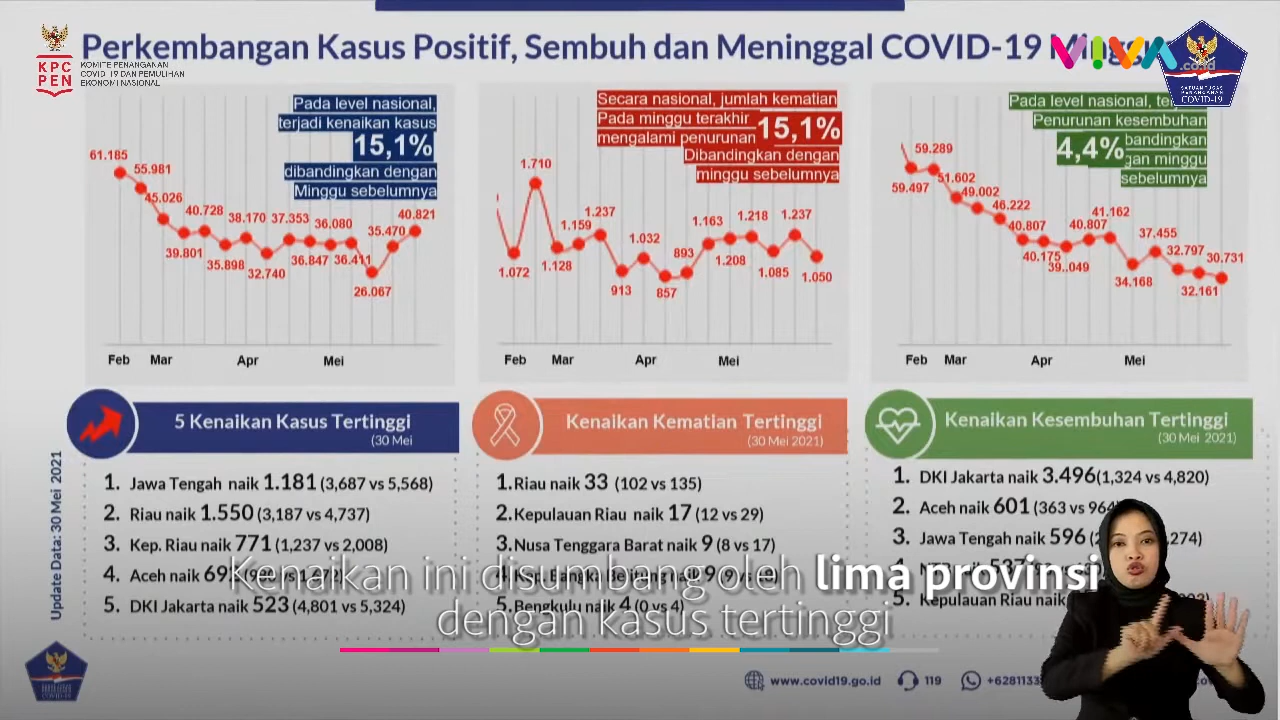 Perkembangan Kasus Positif, Sembuh dan Meninggal COVID-19
VIVA
.co.id
KPC
PEN
KOMITE PENANGANAN
COVID-19 DAN PEMULIHAN
EKONOMI NASIONAL
SATUAN TUGAS
PENANGANAN
COVID-19
Pada level nasional,
terjadi kenaikan kasus
15,1%
dibandingkan dengan
Minggu sebelumnya
61.185
55.981
45.026
39.801
40.728
35.898
38.170
32.740
37.353
36.847
36.080
36.411
26.067
35.470
40.821
Feb Mar Apr Mei
Secara nasional, jumlah kematian
Pada minggu terakhir
mengalami penurunan 15,1%
Dibandingkan dengan
minggu sebelumnya
1.072
1.710
1.128
1.159
1.237
913
1.032
857
893
1.163
1.208
1.218
1.085
1.237
1.050
Feb Mar Apr Mei
Pada level nasional,
Penurunan kesembuhan
4,4%
minggu
sebelumnya
59.497
59.289
51.602
49.002
46.222
40.807
40.175
39..049
40.807
41.162
34.168
37.455
32.797
32.161
30.731
Feb Mar Apr Mei
5 Kenaikan Kasus Tertinggi
(30 Mei
1. Jawa Tengah naik 1.181 (3,687 vs 5,568)
2. Riau naik 1.550 (3,187 vs 4,737)
3. Kep. Riau naik 771 (1,237 vs 2,008)
4. Aceh naik
5. DKI Jakarta naik 523 (4,801 vs 5,324)
Kenaikan Kematian Tertinggi
(30 Mei 2021)
1.Riau naik 33 (102 vs 135)
2.Kepulauan Riau naik 17 (12 vs 29)
3.Nusa Tenggara Barat naik 9 (8 vs 17)
4.Kep. Bangka Belitung naik 9
5.Bengkulu naik 4 (0 vs 4)
Kenaikan Kesembuhan Tertinggi
(30 Mei 2021)
1. DKI Jakarta naik 3.496(1,324 vs 4,820)
2. Aceh naik 601 (363 vs 964
3. Jawa Tengah naik 596
5. Kepulauan Riau naik
Update Data: 30 Mei 2021
Kenaikan ini disumbang oleh lima provinsi
dengan kasus tertinggi
www.covid19.go.id 119 +6281133